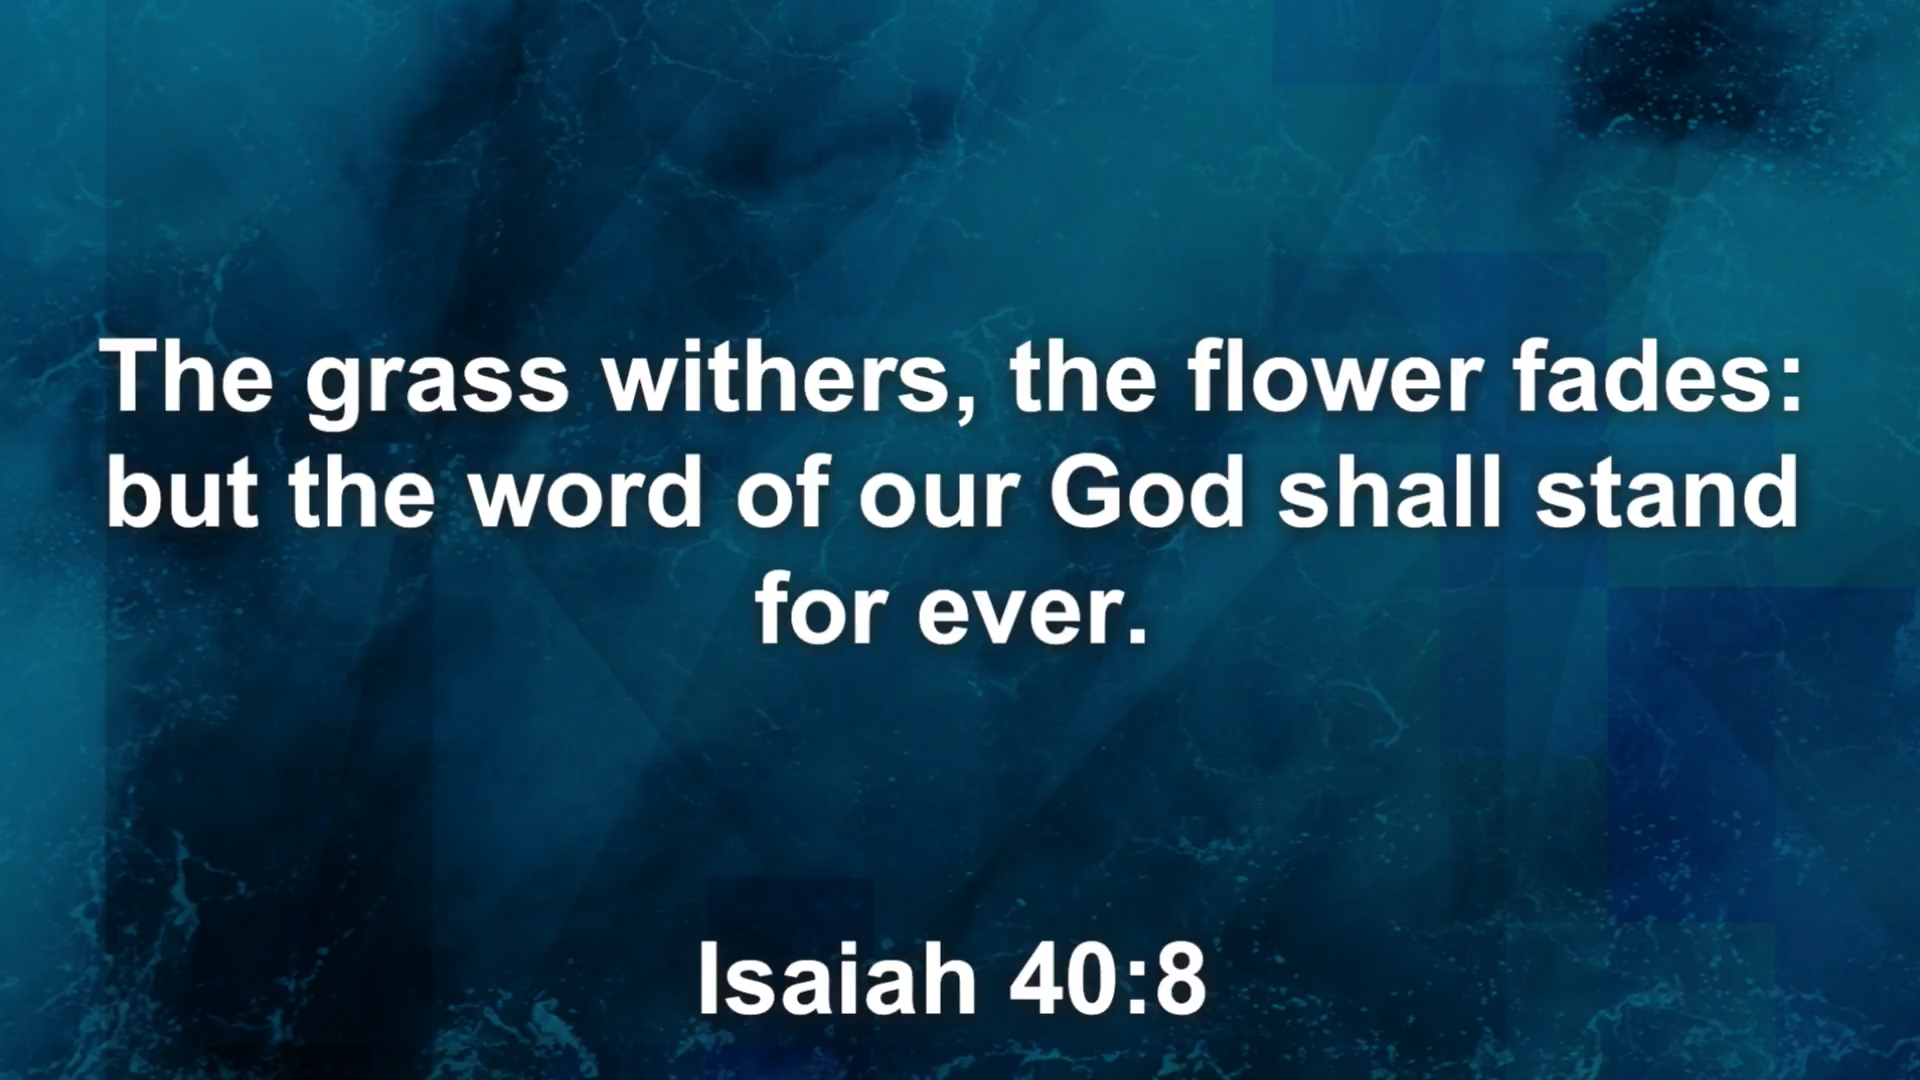 The grass withers, the flower fades:
but the word of our God shall stand
for ever.
Isaiah 40:8